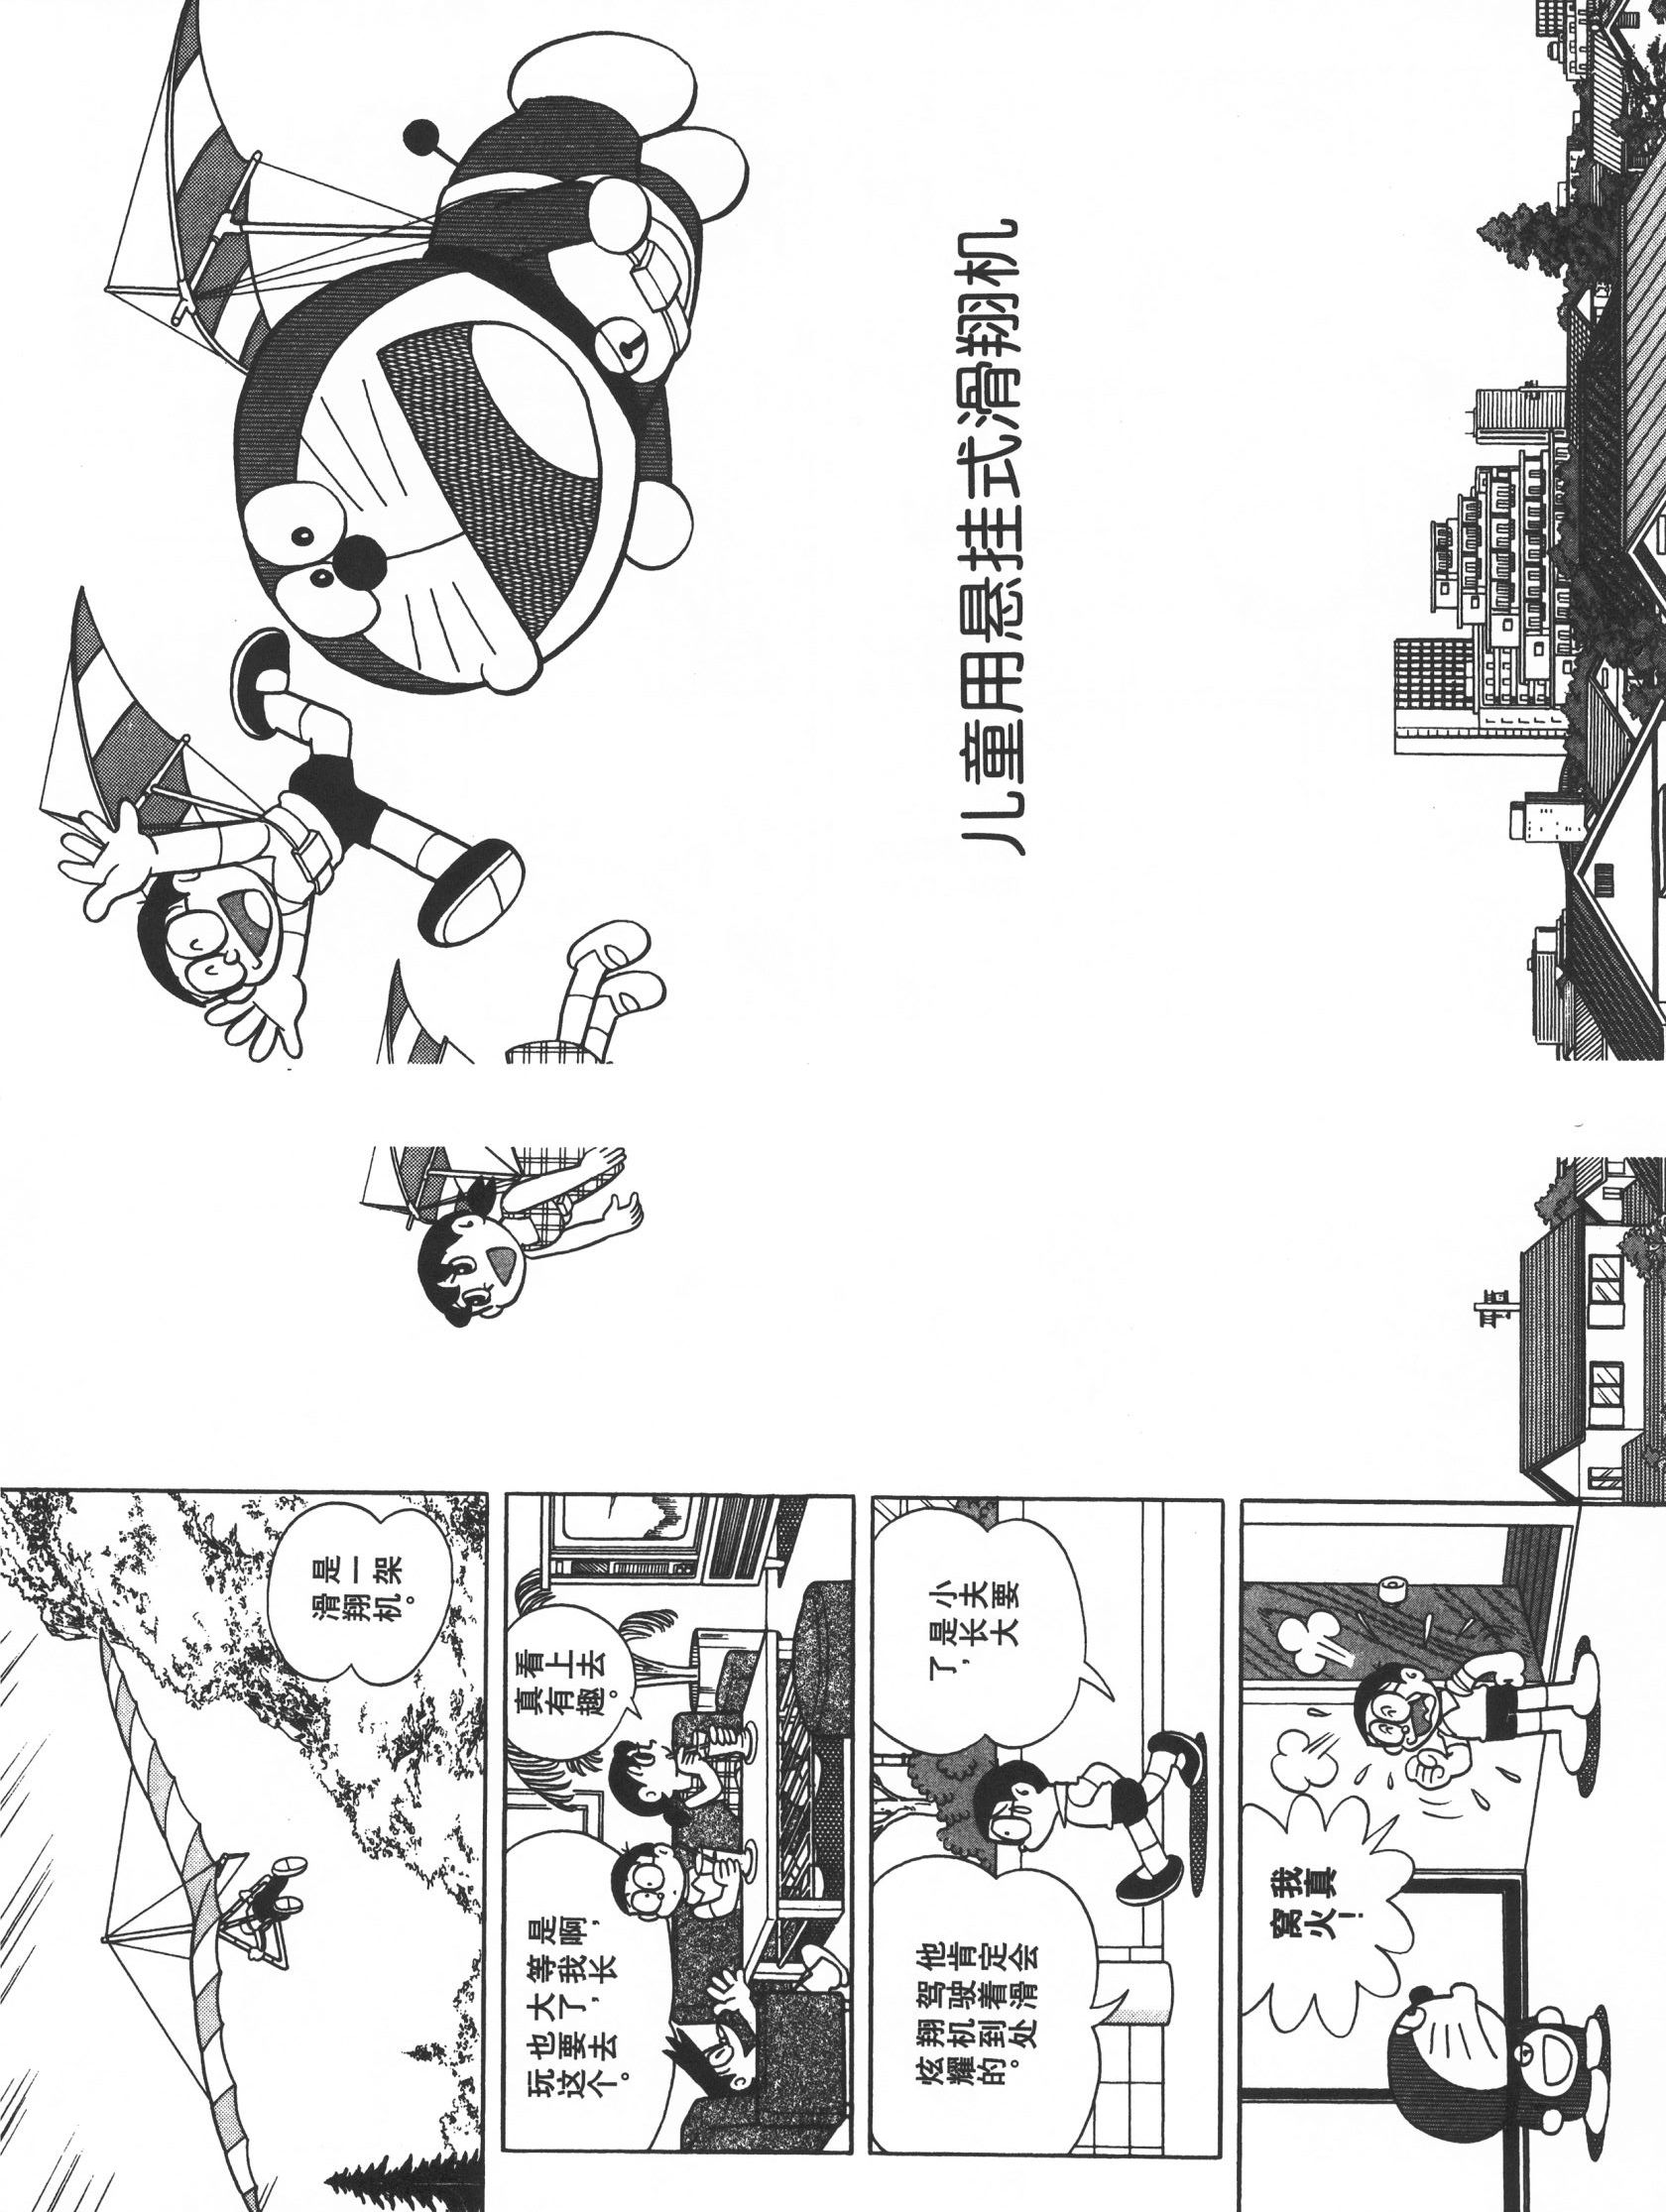 儿童用悬挂式滑翔机
是一架
滑翔机。
看上去
真有趣。
是啊，
等我长
大了，
也要去
玩这个。
小夫要
是长大
了，
他肯定会
驾驶着滑
翔机到处
炫耀的。
我真
窝火！